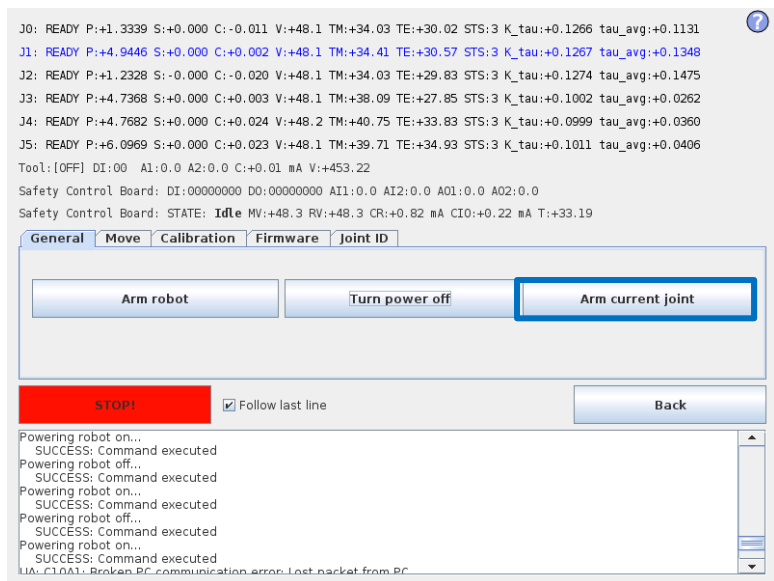 ?
J0: READY P:+1.3339 S:+0.000 C:-0.011 V:+48.1 TM:+34.03 TE:+30.02 STS:3 K_tau:+0.1266 tau_avg:+0.1131
J1: READY P:+4.9446 S:+0.000 C:+0.002 V:+48.1 TM:+34.41 TE:+30.57 STS:3 K_tau:+0.1267 tau_avg:+0.1348
J2: READY P:+1.2328 S:-0.000 C:-0.020 V:+48.1 TM:+34.03 TE:+29.83 STS:3 K_tau:+0.1274 tau_avg:+0.1475
J3: READY P:+4.7368 S:+0.000 C:+0.003 V:+48.1 TM:+38.09 TE:+27.85 STS:3 K_tau:+0.1002 tau_avg:+0.0262
J4: READY P:+4.7682 S:+0.000 C:+0.024 V:+48.2 TM:+40.75 TE:+33.83 STS:3 K_tau:+0.0999 tau_avg:+0.0360
J5: READY P:+6.0969 S:+0.000 C:+0.023 V:+48.1 TM:+39.71 TE:+34.93 STS:3 K_tau:+0.1011 tau_avg:+0.0406
Tool:[OFF] DI:00 A1:0.0 A2:0.0 C:+0.01 mA V:+453.22
Safety Control Board: DI:00000000 DO:00000000 AI1:0.0 AI2:0.0 AO1:0.0 AO2:0.0
Safety Control Board: STATE: Idle MV:+48.3 RV:+48.3 CR:+0.82 mA CIO:+0.22 mA T:+33.19
General Move Calibration Firmware Joint ID
Arm robot Turn power off Arm current joint
STOP! Follow last line Back
Powering robot on...
SUCCESS: Command executed
Powering robot off...
SUCCESS: Command executed
Powering robot on...
SUCCESS: Command executed
Powering robot off...
SUCCESS: Command executed
Powering robot on...
SUCCESS: Command executed
UA: C10A1: Broken PC communication error: Lost packet from PC